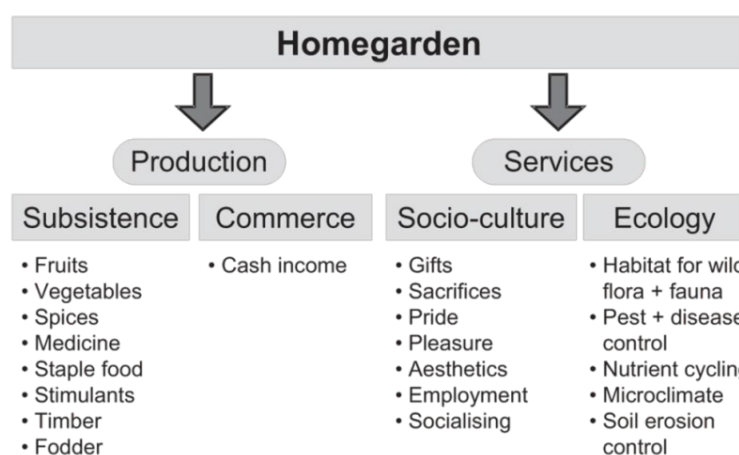 Homegarden
Production
Services
Subsistence
Commerce
Socio-culture
Ecology
• Fruits
• Vegetables
• Spices
• Medicine
• Staple food
• Stimulants
• Timber
• Fodder
• Cash income
• Gifts
• Sacrifices
• Pride
• Pleasure
• Aesthetics
• Employment
• Socialising
• Habitat for wild
flora + fauna
• Pest + disease
control
• Nutrient cycling
• Microclimate
• Soil erosion
control